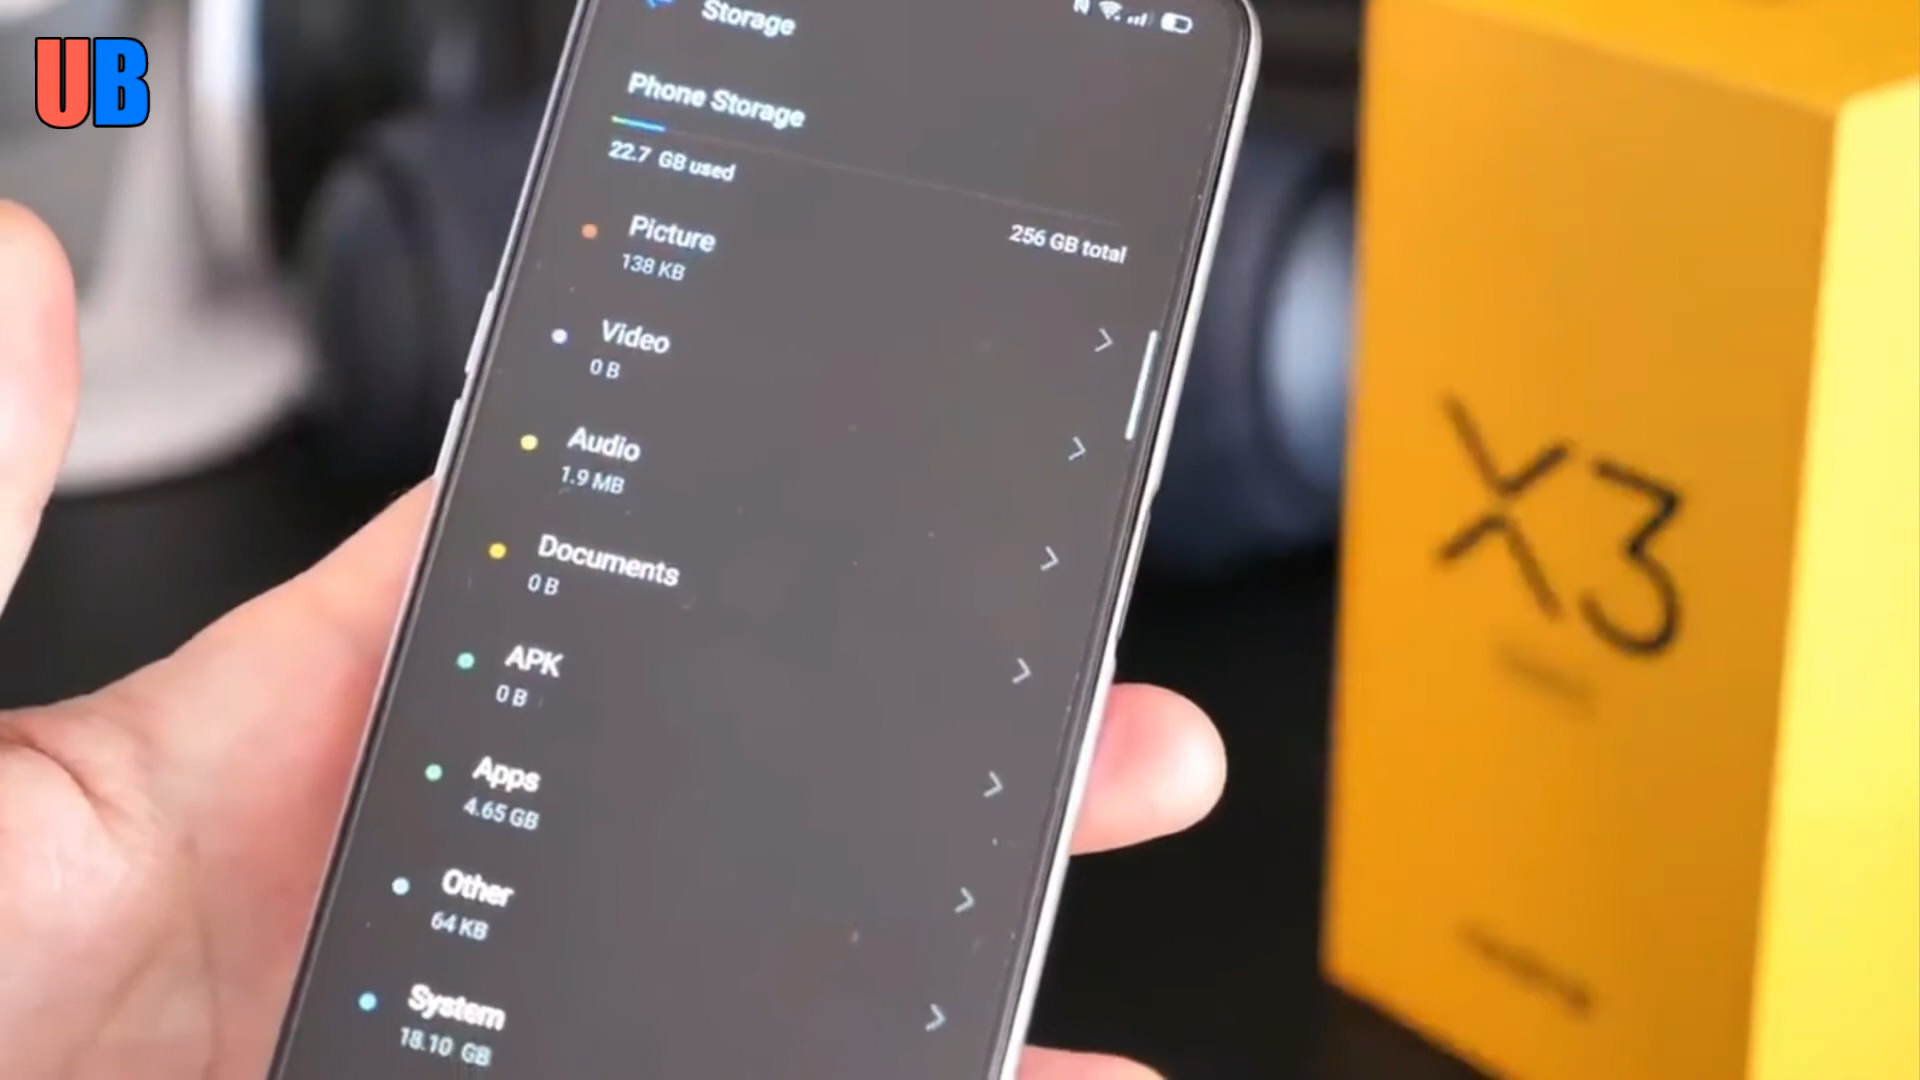 UB
Storage
Phone Storage
22.7 GB used
256 GB total
Picture
138 KB
Video
0 B
Audio
1.9 MB
Documents
0 B
APK
0 B
Apps
4.65 GB
Other
64 KB
System
18.10 GB
X3